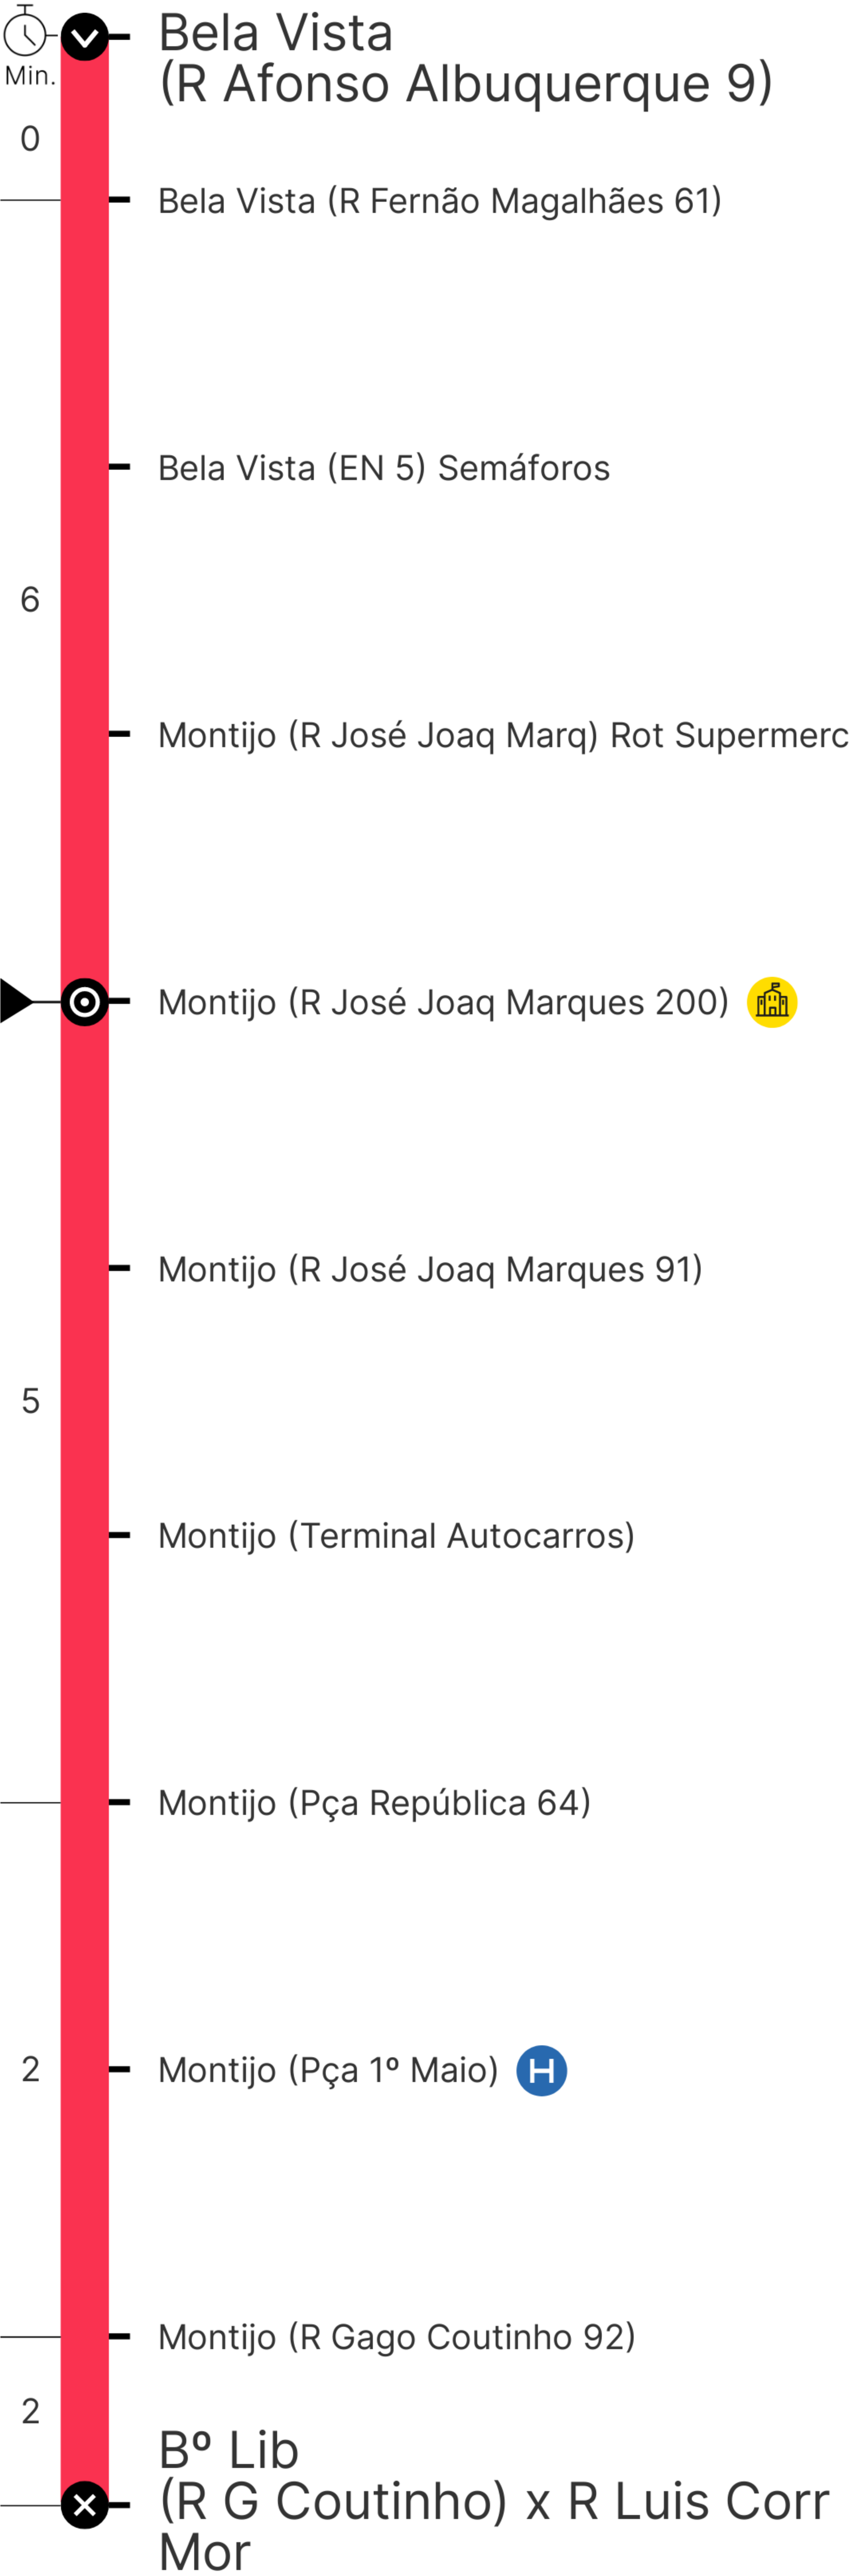 Min.
Bela Vista
(R Afonso Albuquerque 9)
0
Bela Vista (R Fernão Magalhães 61)
Bela Vista (EN 5) Semáforos
6
Montijo (R José Joaq Marq) Rot Supermerc
Montijo (R José Joaq Marques 200)
Montijo (R José Joaq Marques 91)
5
Montijo (Terminal Autocarros)
Montijo (Pça República 64)
2
Montijo (Pça 1º Maio) H
Montijo (R Gago Coutinho 92)
2
Bº Lib
(R G Coutinho) x R Luis Corr
Mor